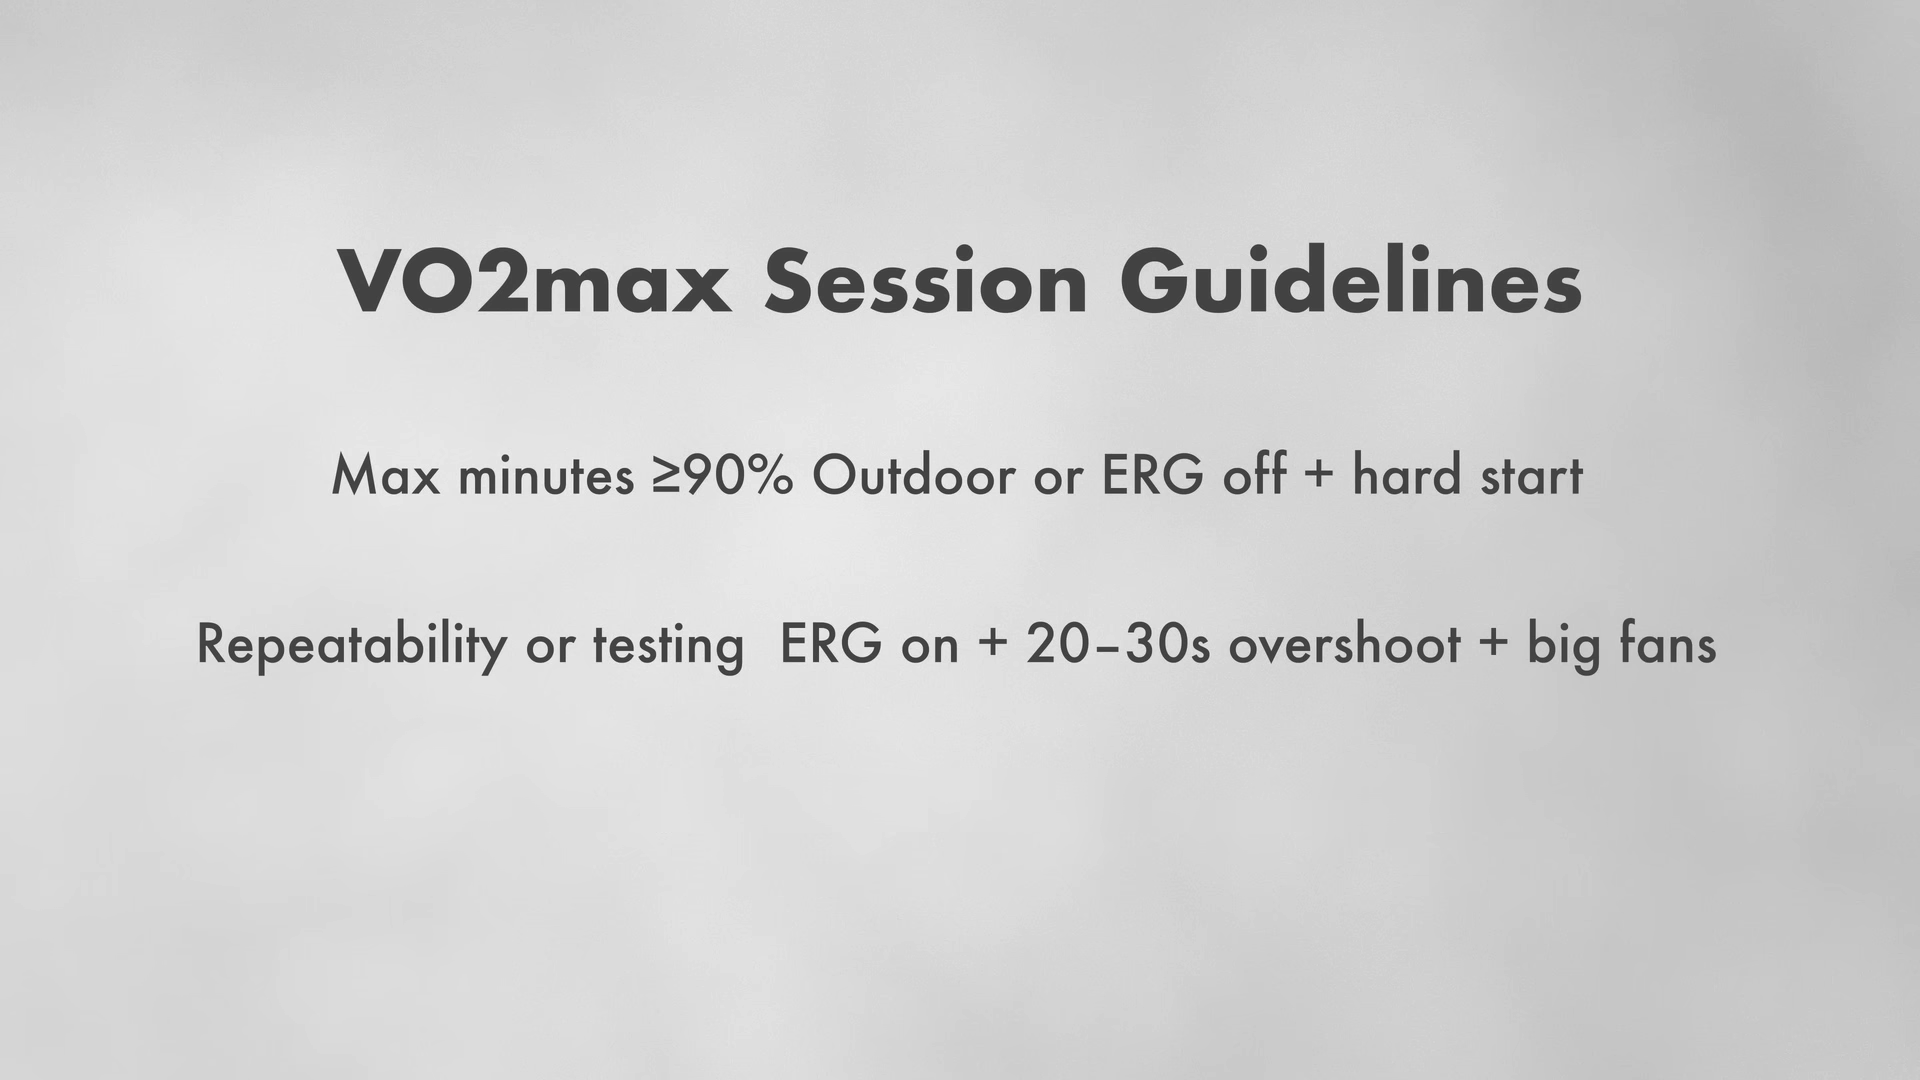 VO2max Session Guidelines
Max minutes ≥90% Outdoor or ERG off + hard start
Repeatability or testing  ERG on + 20–30s overshoot + big fans